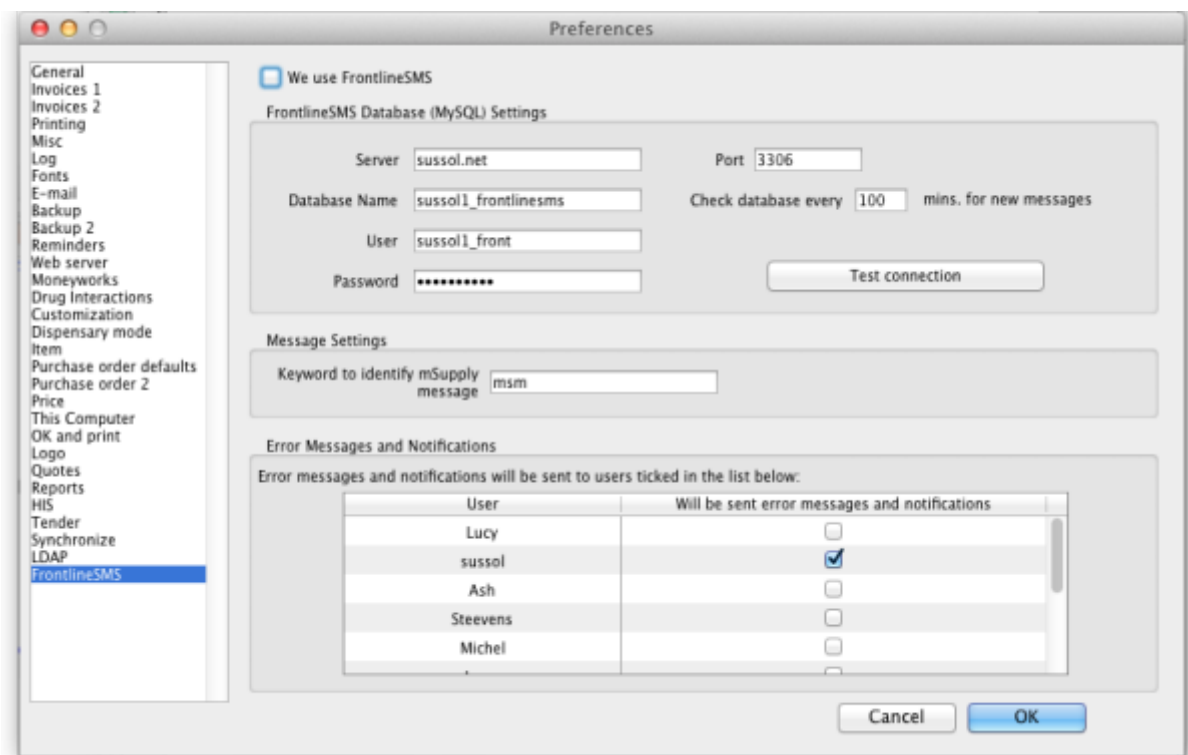 Preferences
General
Invoices 1
Invoices 2
Printing
Misc
Log
Fonts
E-mail
Backup
Backup 2
Reminders
Web server
Moneyworks
Drug Interactions
Customization
Dispensary mode
Item
Purchase order defaults
Purchase order 2
Price
This Computer
OK and print
Logo
Quotes
Reports
HIS
Tender
Synchronize
LDAP
FrontlineSMS
We use FrontlineSMS
FrontlineSMS Database (MySQL) Settings
Server sussol.net Port 3306
Database Name sussol1_frontlinesms Check database every 100 mins. for new messages
User sussol1_front
Password •••••••••• Test connection
Message Settings
Keyword to identify mSupply
message msm
Error Messages and Notifications
Error messages and notifications will be sent to users ticked in the list below:
User Will be sent error messages and notifications
Lucy
sussol
Ash
Steevens
Michel
Cancel OK